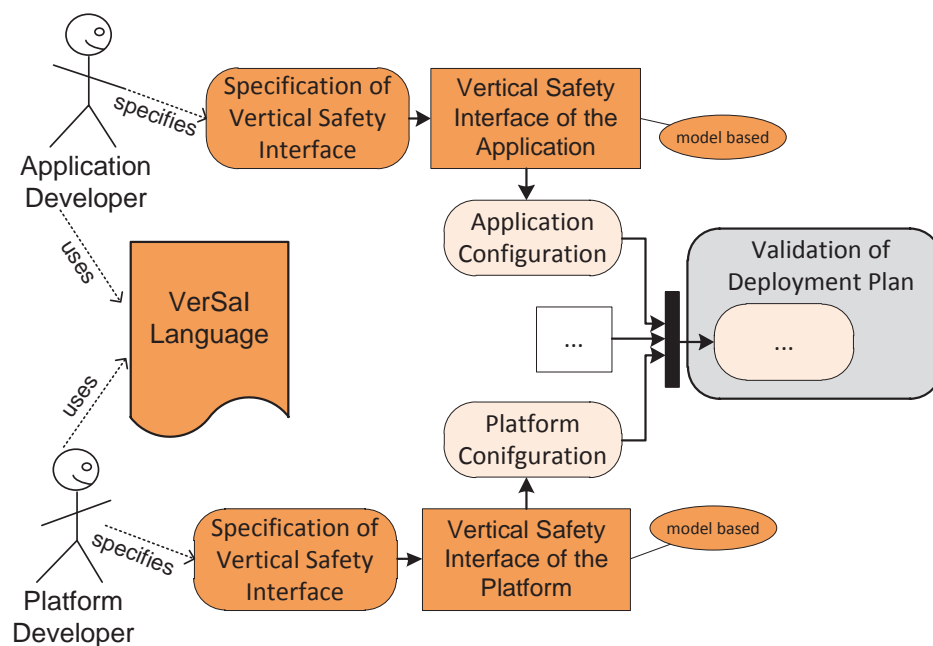 specifies
Application
Developer
Specification of
Vertical Safety
Interface
Vertical Safety
Interface of the
Application
model based
Application
Configuration
Validation of
Deployment Plan
...
uses
VerSaI
Language
...
uses
Platform
Conifguration
specifies
Platform
Developer
Specification of
Vertical Safety
Interface
Vertical Safety
Interface of the
Platform
model based